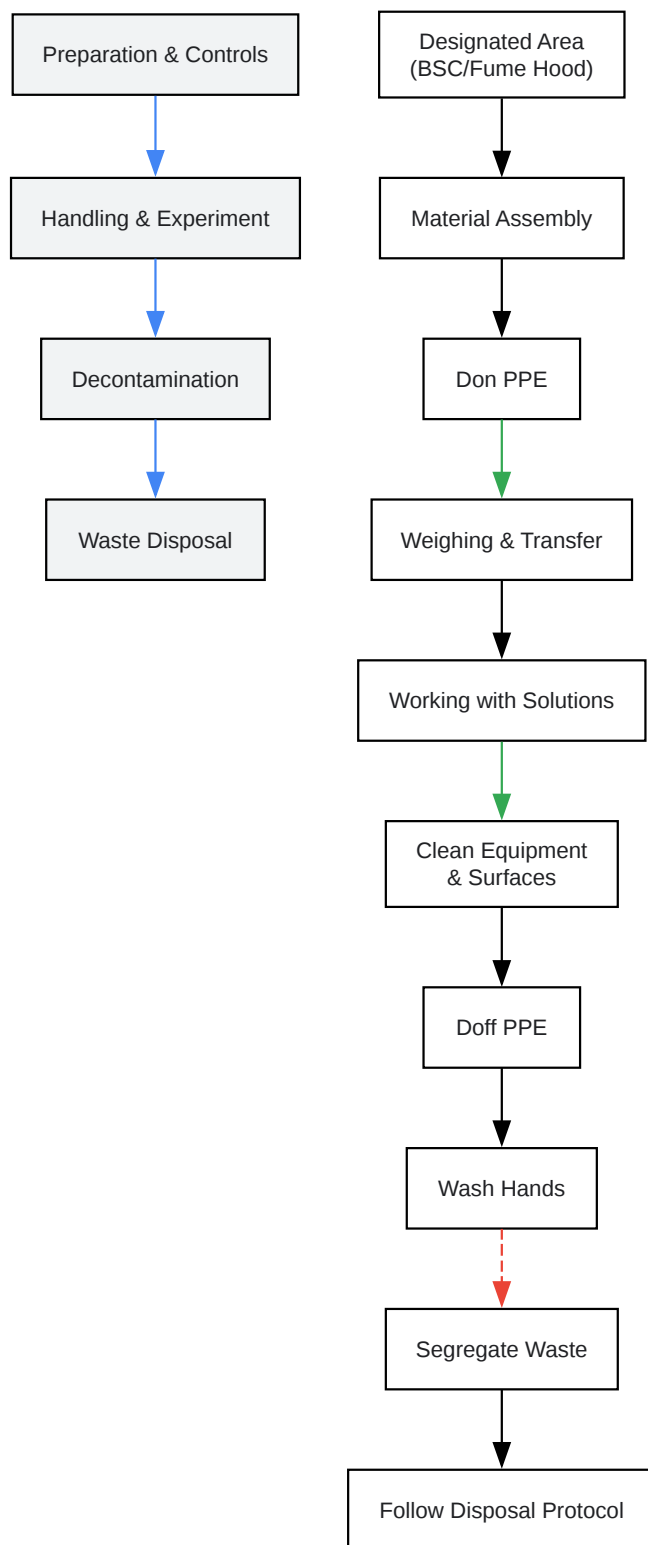 Preparation & Controls
Handling & Experiment
Decontamination
Waste Disposal
Designated Area
(BSC/Fume Hood)
Material Assembly
Don PPE
Weighing & Transfer
Working with Solutions
Clean Equipment
& Surfaces
Doff PPE
Wash Hands
Segregate Waste
Follow Disposal Protocol